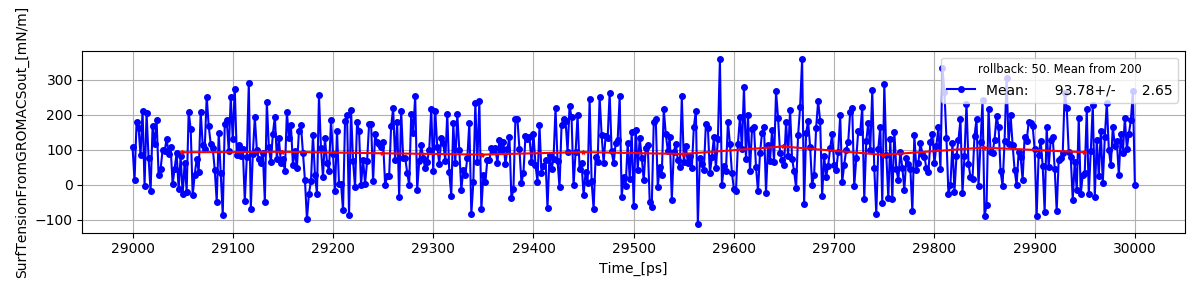 SurfTensionFromGROMACSout_[mN/m]
300
200
100
0
−100
rollback: 50. Mean from 200
Mean: 93.78+/- 2.65
29000 29100 29200 29300 29400 29500 29600 29700 29800 29900 30000
Time_[ps]